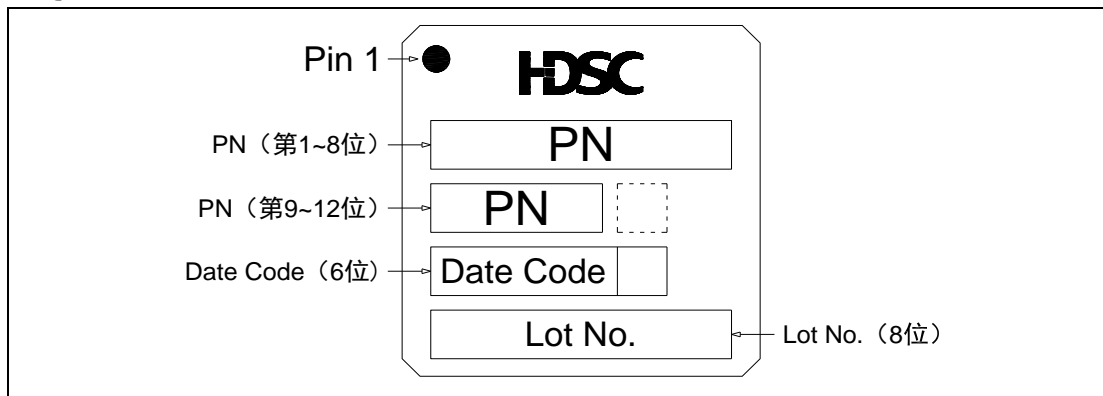 Pin 1
HDSC
PN（第1~8位）
PN
PN（第9~12位）
PN
Date Code（6位）
Date Code
Lot No.
Lot No.（8位）